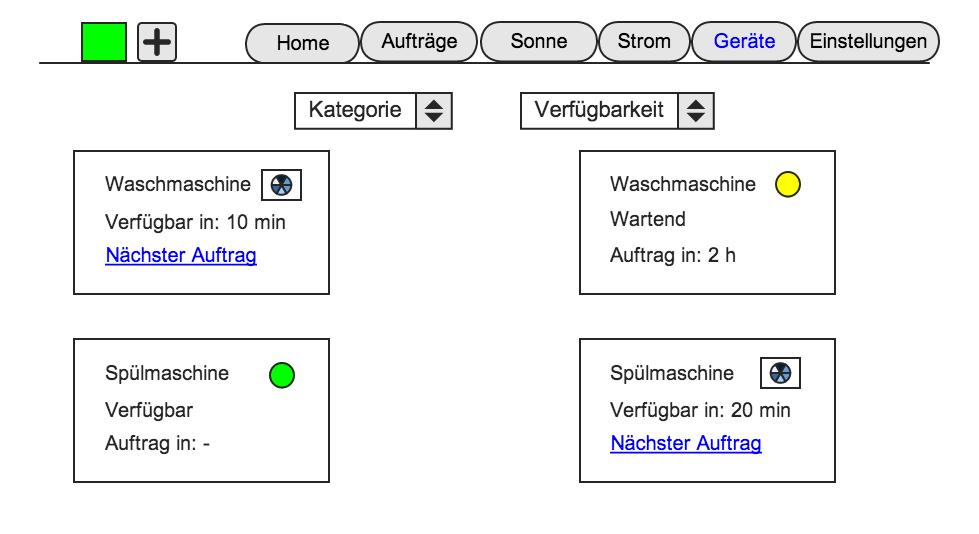 Home
Aufträge
Sonne
Strom
Geräte
Einstellungen
Kategorie
Verfügbarkeit
Waschmaschine
Verfügbar in: 10 min
Nächster Auftrag
Waschmaschine
Wartend
Auftrag in: 2 h
Spülmaschine
Verfügbar
Auftrag in: -
Spülmaschine
Verfügbar in: 20 min
Nächster Auftrag